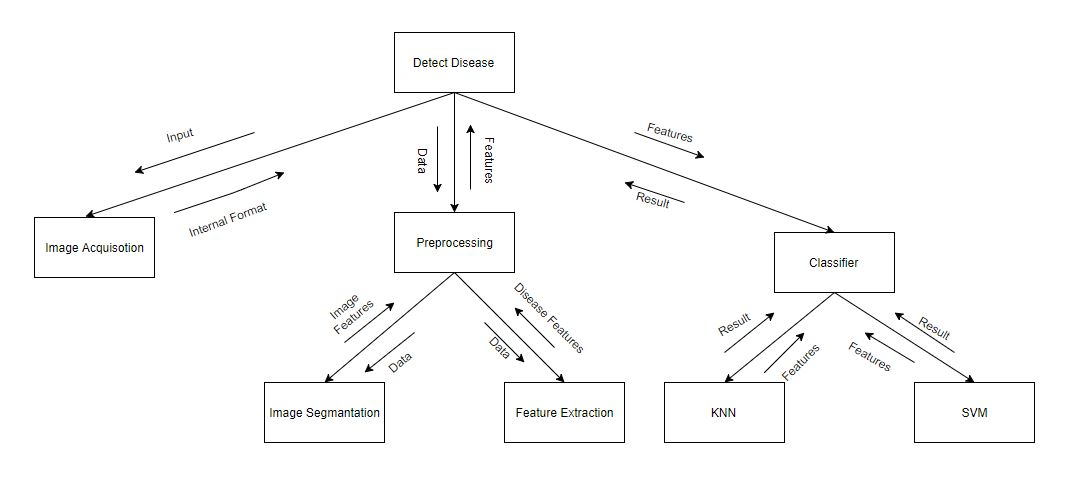 Detect Disease
Input
Internal Format
Data
Features
Features
Result
Image Acquisotion
Preprocessing
Classifier
Image
Features
Data
Disease Features
Data
Result
Features
Result
Features
Image Segmantation
Feature Extraction
KNN
SVM